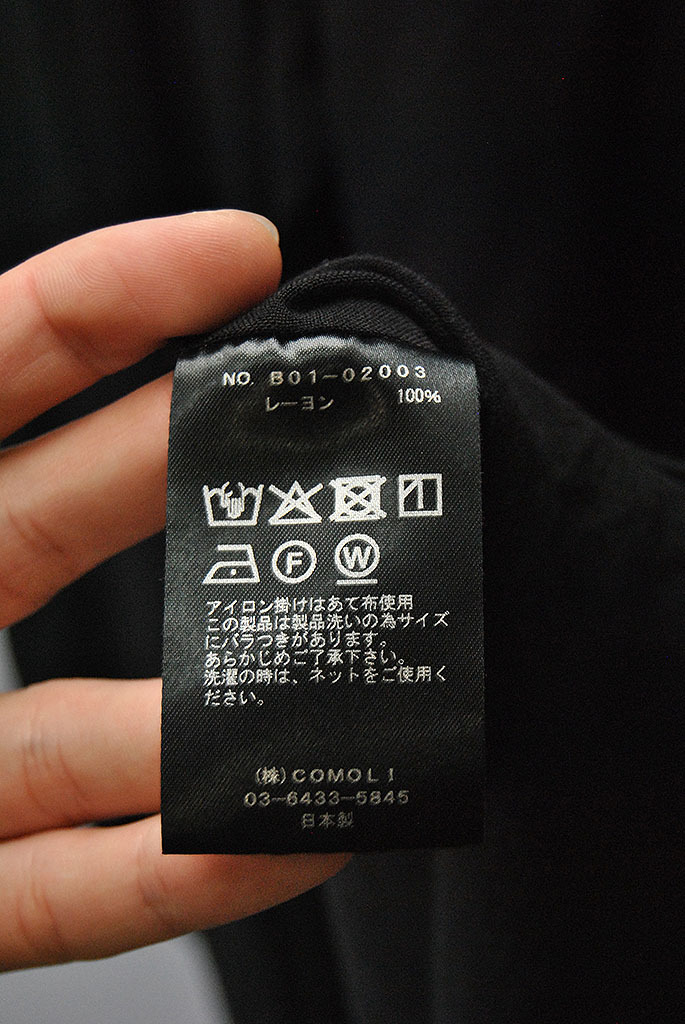 NO. B01-02003
レーヨン 100%
F W
アイロン掛けはあて布使用
この製品は製品洗いの為サイズ
にバラつきがあります。
あらかじめご了承下さい。
洗濯の時は、ネットをご使用く
ださい。
(株)COMOLI
03-6433-5845
日本製